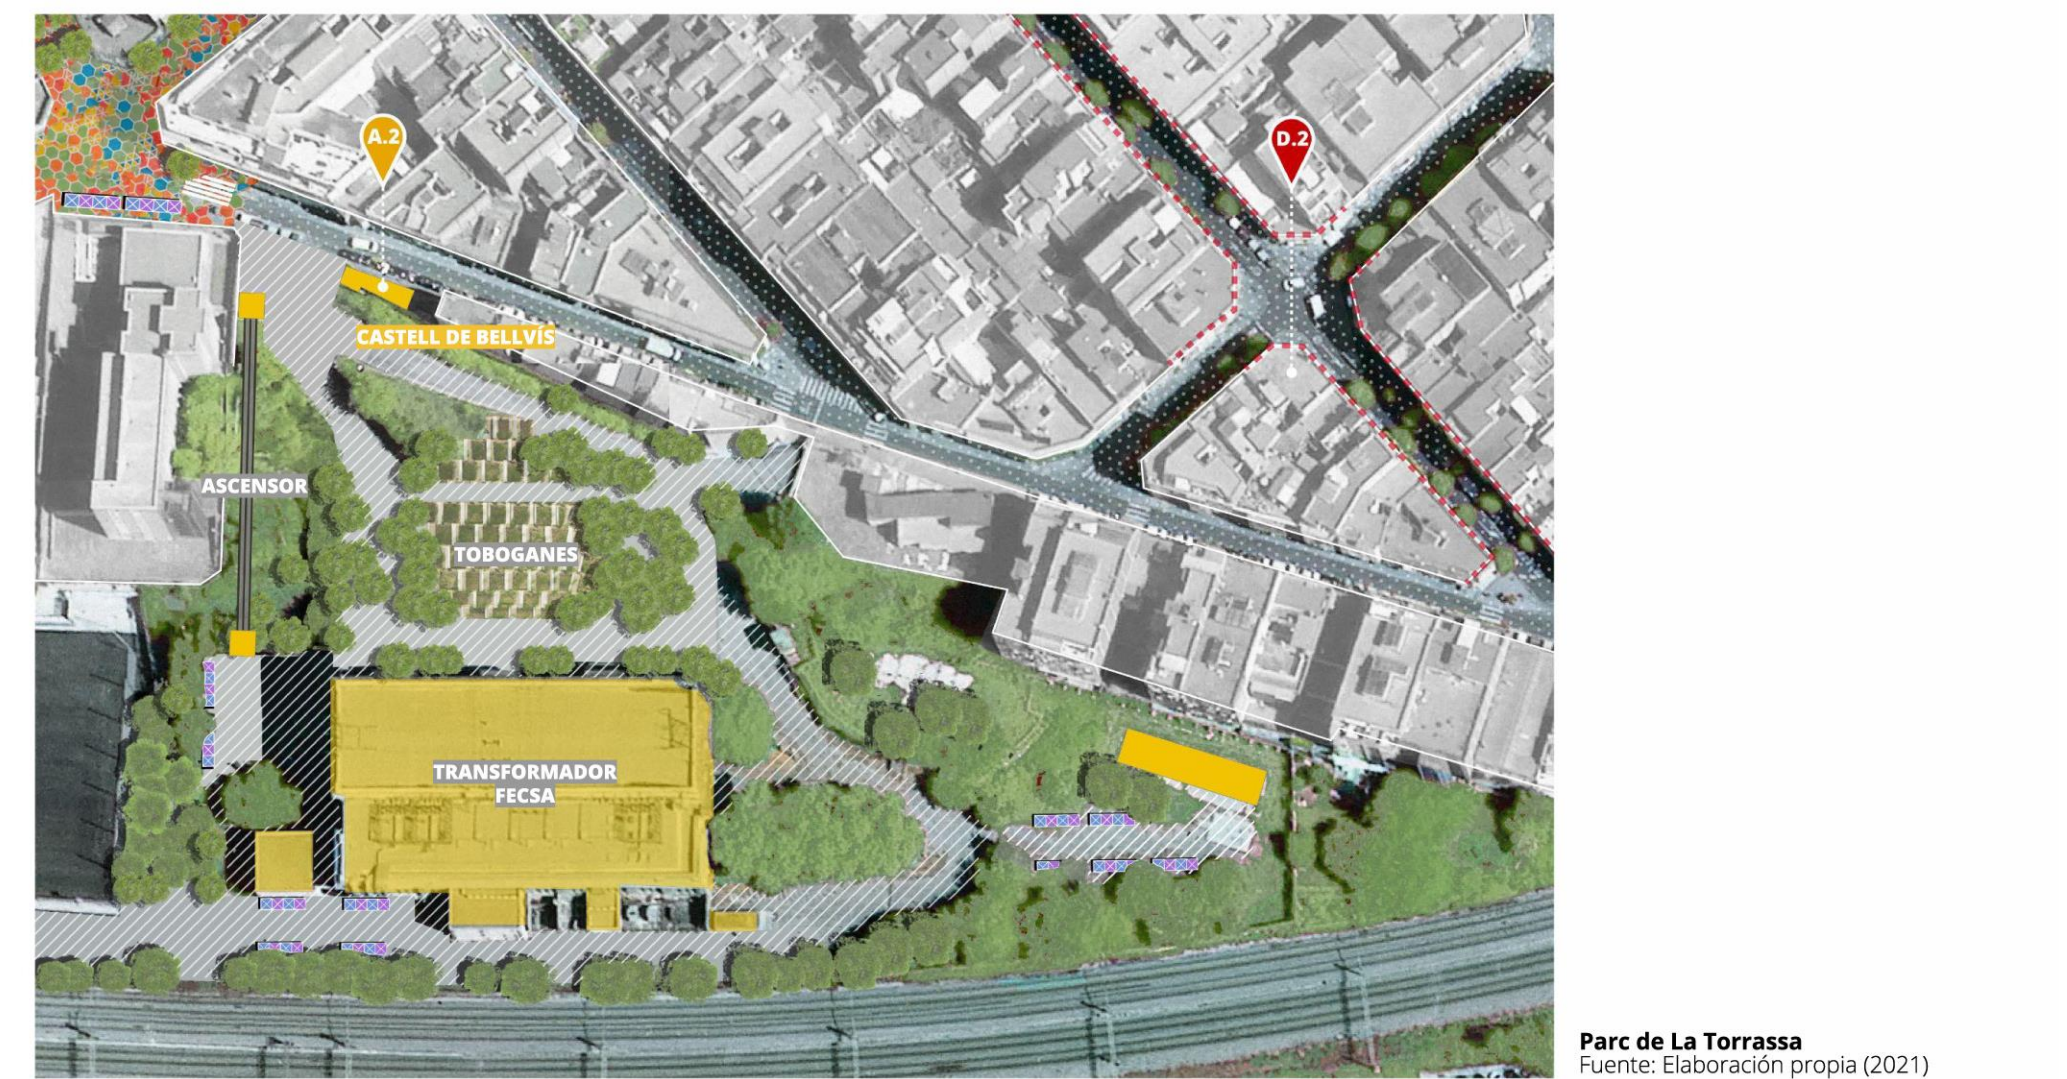 A.2
D.2
CASTELL DE BELLVÍS
ASCENSOR
TOBOGANES
TRANSFORMADOR
FECSA
Parc de La Torrassa
Fuente: Elaboración propia (2021)